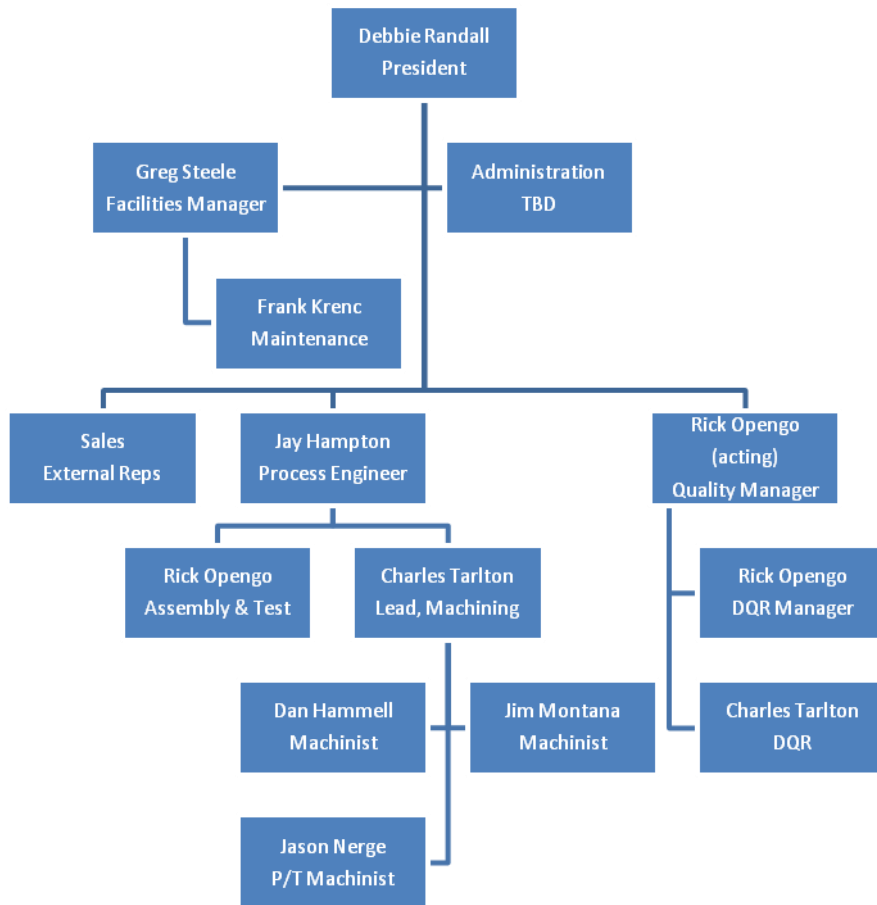 Debbie Randall
President
Greg Steele
Facilities Manager
Administration
TBD
Frank Krenc
Maintenance
Sales
External Reps
Jay Hampton
Process Engineer
Rick Opengo
(acting)
Quality Manager
Rick Opengo
Assembly & Test
Charles Tarlton
Lead, Machining
Rick Opengo
DQR Manager
Dan Hammell
Machinist
Jim Montana
Machinist
Charles Tarlton
DQR
Jason Nerge
P/T Machinist